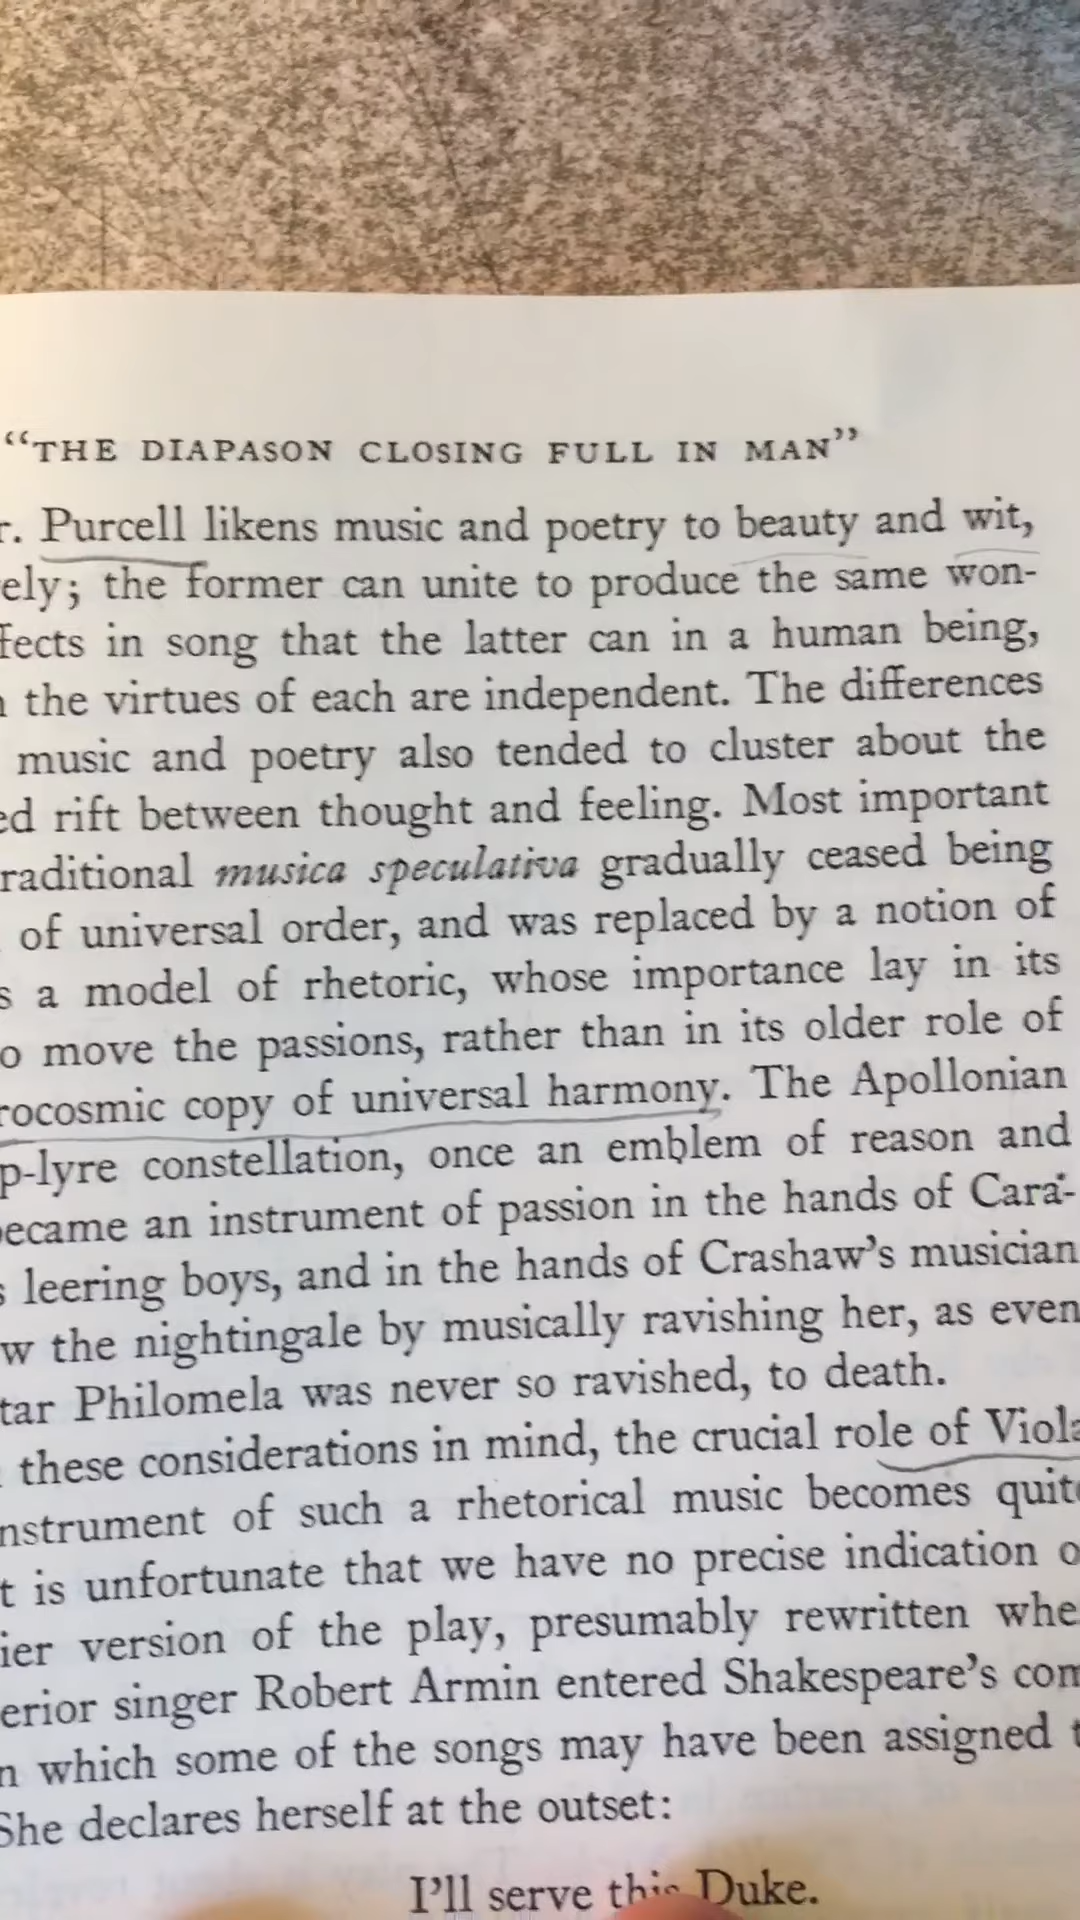 “THE DIAPASON CLOSING FULL IN MAN”
r. Purcell likens music and poetry to beauty and wit,
ely; the former can unite to produce the same won-
fects in song that the latter can in a human being,
the virtues of each are independent. The differences
music and poetry also tended to cluster about the
ed rift between thought and feeling. Most important
raditional musica speculativa gradually ceased being
of universal order, and was replaced by a notion of
s a model of rhetoric, whose importance lay in its
o move the passions, rather than in its older role of
rocosmic copy of universal harmony. The Apollonian
p-lyre constellation, once an emblem of reason and
ecame an instrument of passion in the hands of Cara-
s leering boys, and in the hands of Crashaw’s musician
w the nightingale by musically ravishing her, as even
tar Philomela was never so ravished, to death.
these considerations in mind, the crucial role of Viola
nstrument of such a rhetorical music becomes quit
t is unfortunate that we have no precise indication o
ier version of the play, presumably rewritten whe
erior singer Robert Armin entered Shakespeare’s com
n which some of the songs may have been assigned t
She declares herself at the outset:
I’ll serve this Duke.